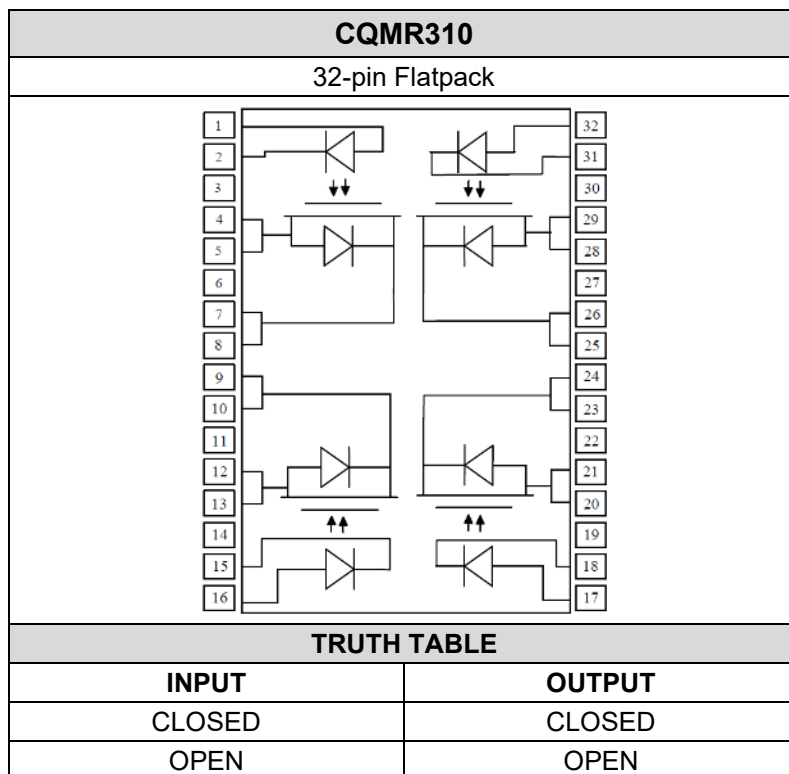 CQMR310
32-pin Flatpack
1 32
2 31
3 30
4 29
5 28
6 27
7 26
8 25
9 24
10 23
11 22
12 21
13 20
14 19
15 18
16 17
TRUTH TABLE
INPUT OUTPUT
CLOSED CLOSED
OPEN OPEN